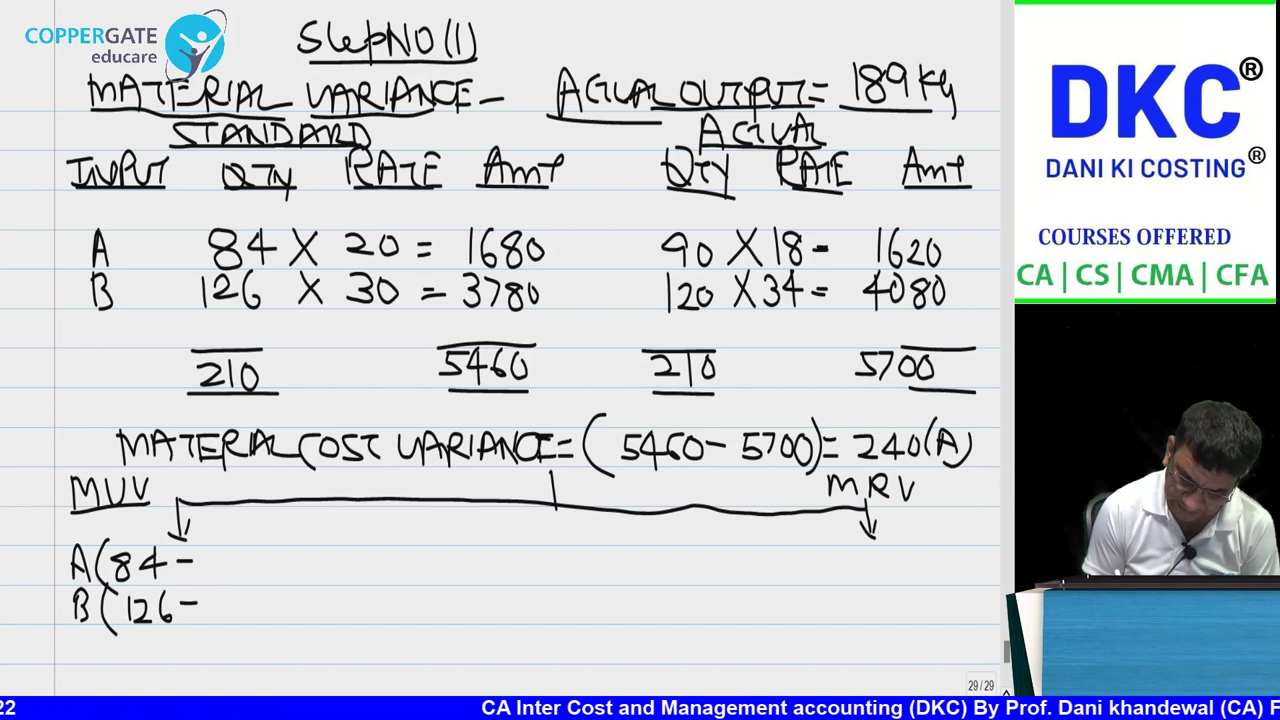 COPPERGATE
educare
Step NO (1)
MATERIAL VARIANCE - ACTUAL OUTPUT = 189 Kg
STANDARD ACTUAL
INPUT QTY RATE Amt QTY RATE Amt
A 84 X 20 = 1680 90 X 18 = 1620
B 126 X 30 = 3780 120 X 34 = 4080
210 5460 210 5700
MATERIAL COST VARIANCE = (5460 - 5700) = 240 (A)
MUV MRV
A (84 -
B (126 -
29 / 29
DKC®
DANI KI COSTING®
COURSES OFFERED
CA | CS | CMA | CFA
22 CA Inter Cost and Management accounting (DKC) By Prof. Dani khandewal (CA) F